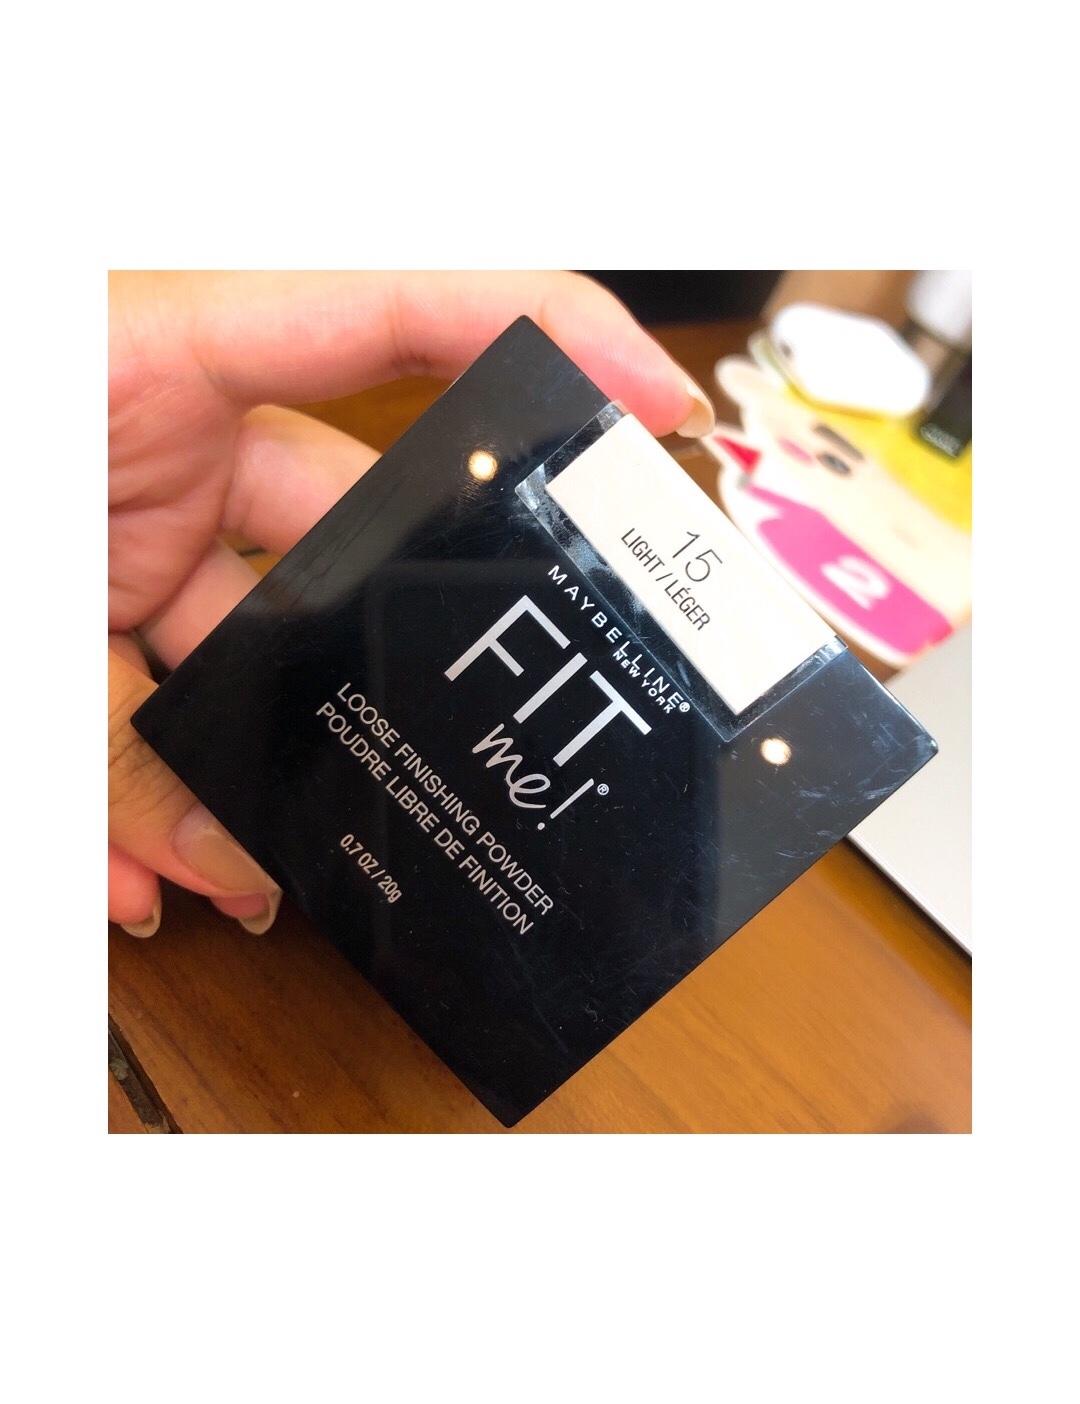 15
LIGHT / LÉGER
MAYBELLINE®
NEW YORK
FIT
me!®
LOOSE FINISHING POWDER
POUDRE LIBRE DE FINITION
0.7 OZ / 20g
2